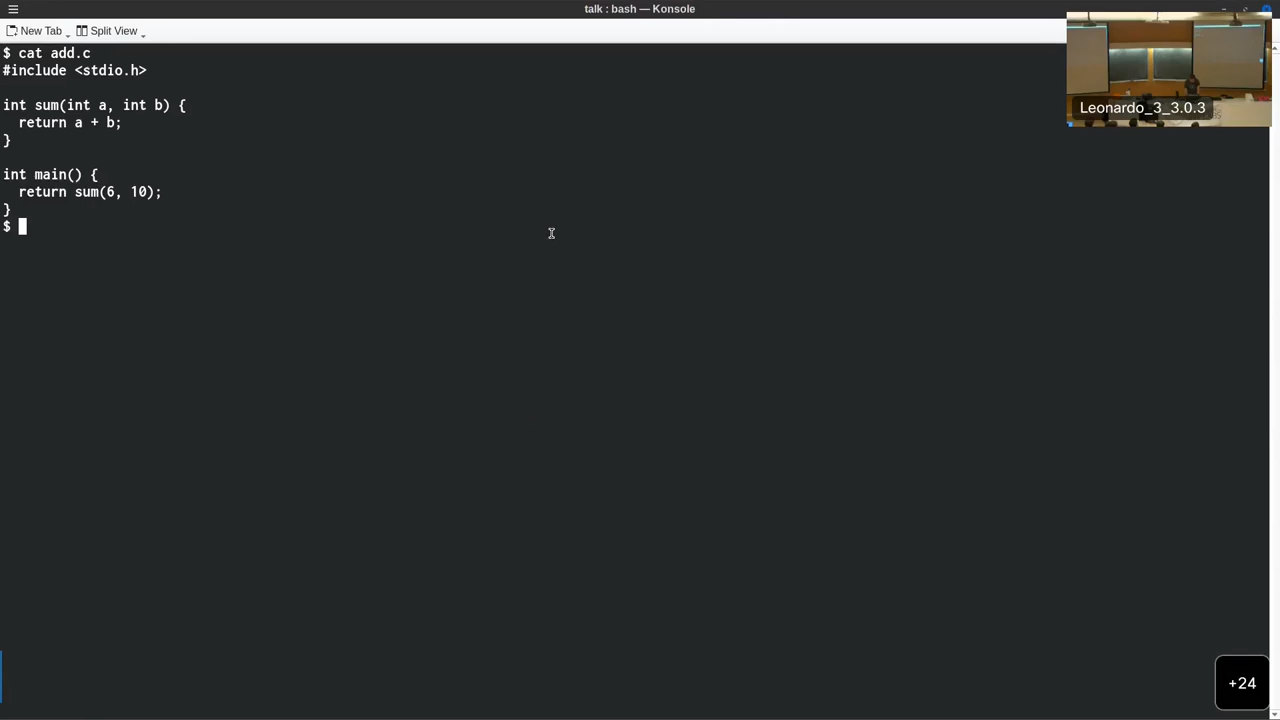 talk : bash — Konsole
New Tab
Split View
$ cat add.c
#include <stdio.h>
int sum(int a, int b) {
  return a + b;
}
int main() {
  return sum(6, 10);
}
$
Leonardo_3_3.0.3
+24